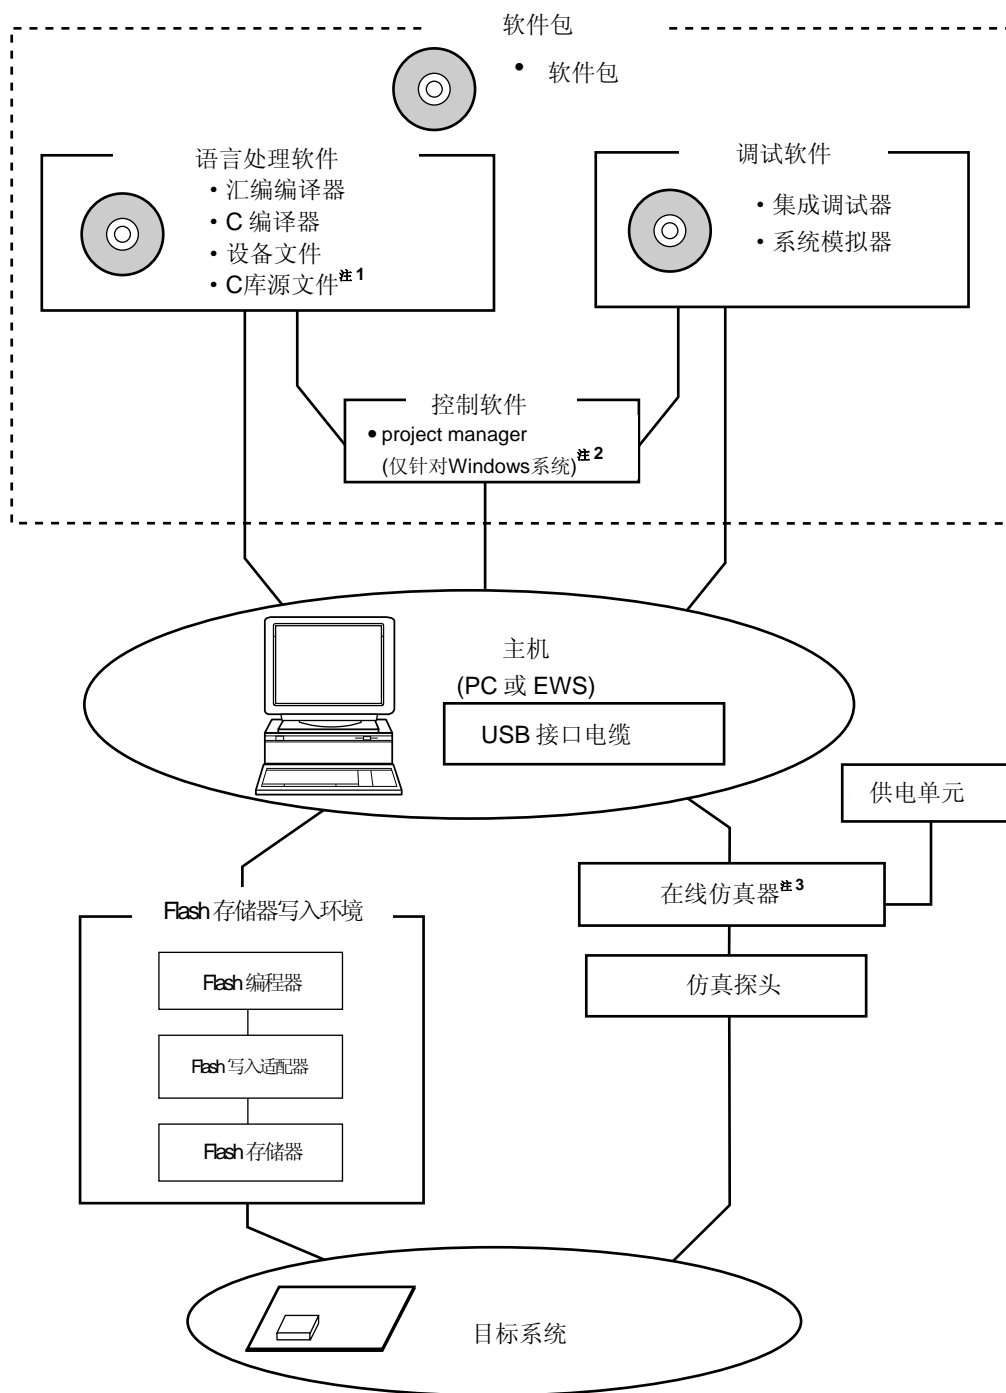 软件包
• 软件包
语言处理软件
・汇编编译器
・C 编译器
・设备文件
・C库源文件注1
调试软件
・集成调试器
・系统模拟器
控制软件
• project manager
(仅针对Windows系统)注2
主机
(PC 或 EWS)
USB 接口电缆
供电单元
在线仿真器注3
仿真探头
Flash 存储器写入环境
Flash 编程器
Flash 写入适配器
Flash 存储器
目标系统